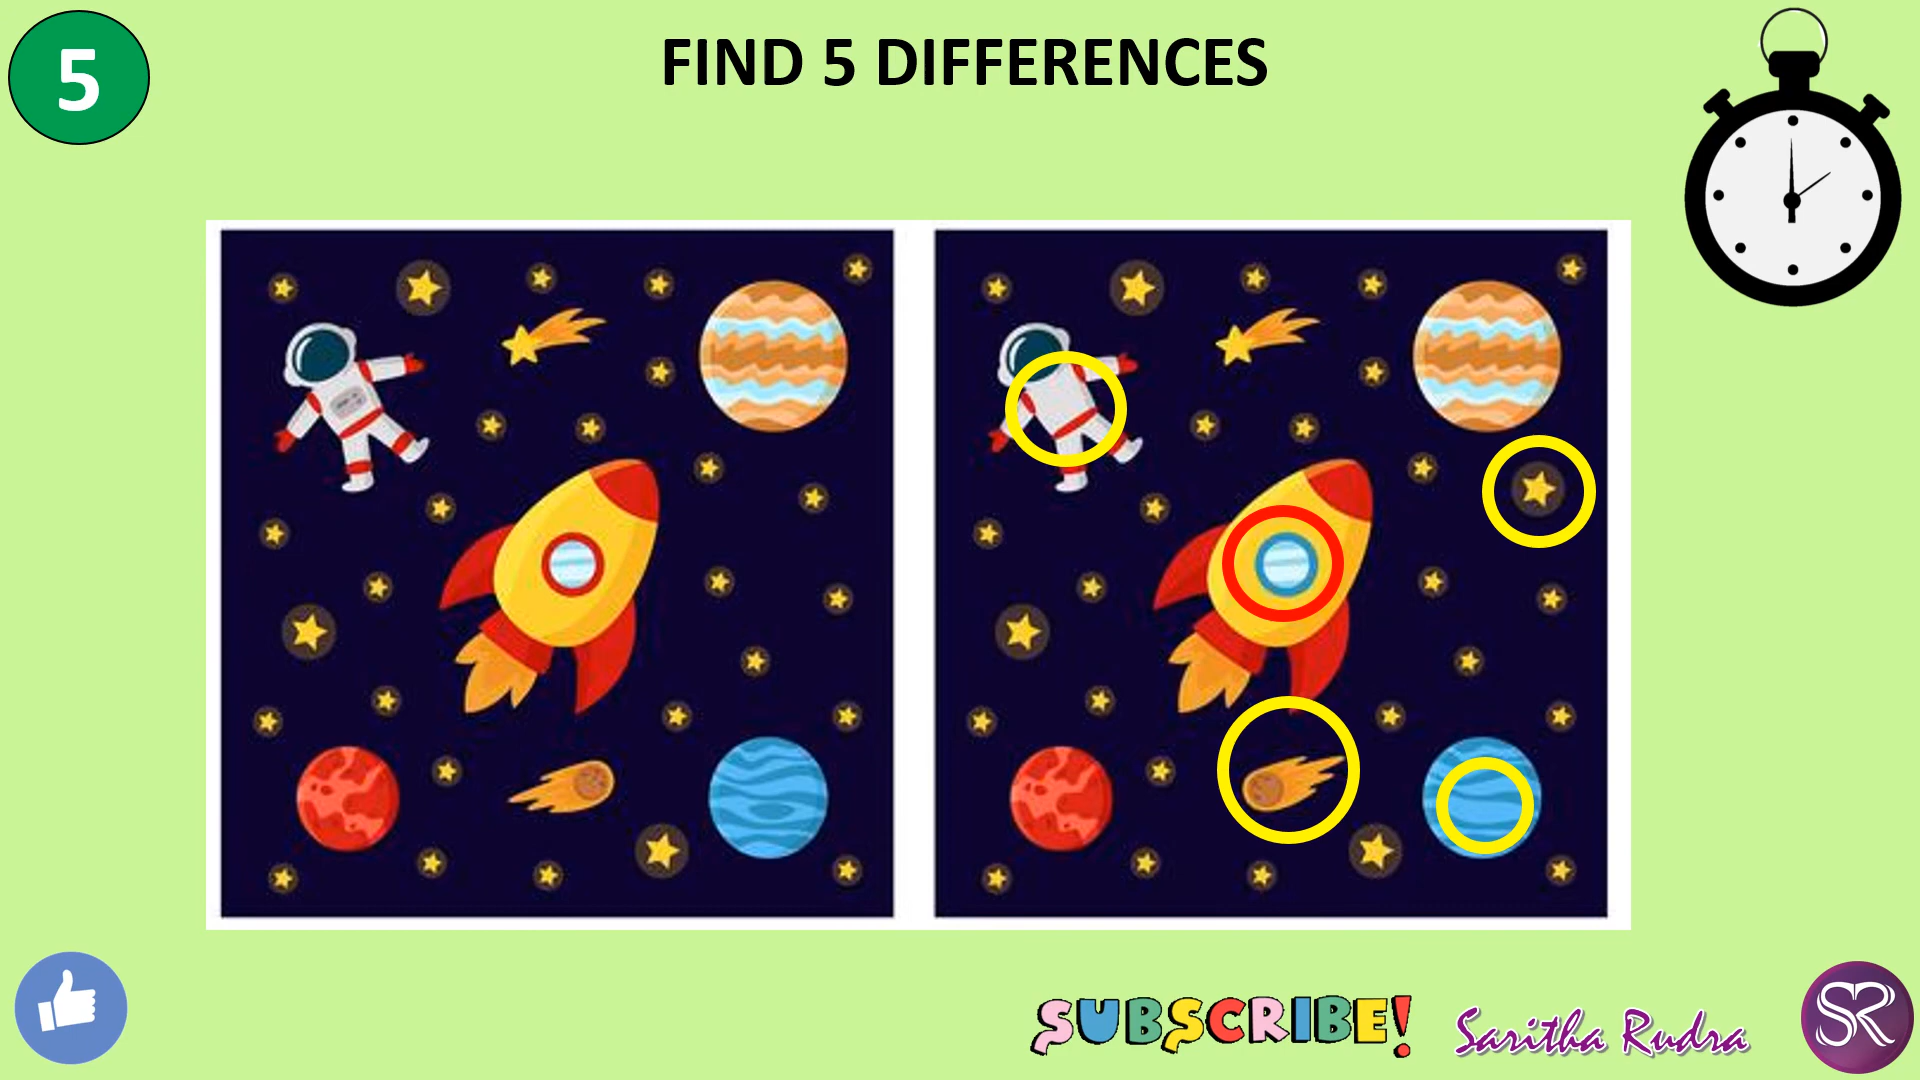 5
FIND 5 DIFFERENCES
SUBSCRIBE!
Saritha Rudra
SR